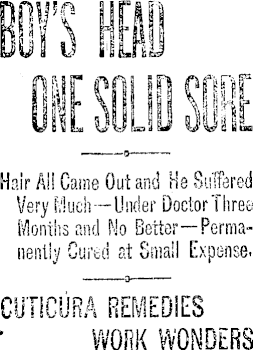 BOY'S HEAD
ONE SOLID SORE
Hair All Came Out and He Suffered
Very Much—Under Doctor Three
Months and No Better—Perma-
nently Cured at Small Expense.
CUTICURA REMEDIES
WORK WONDERS